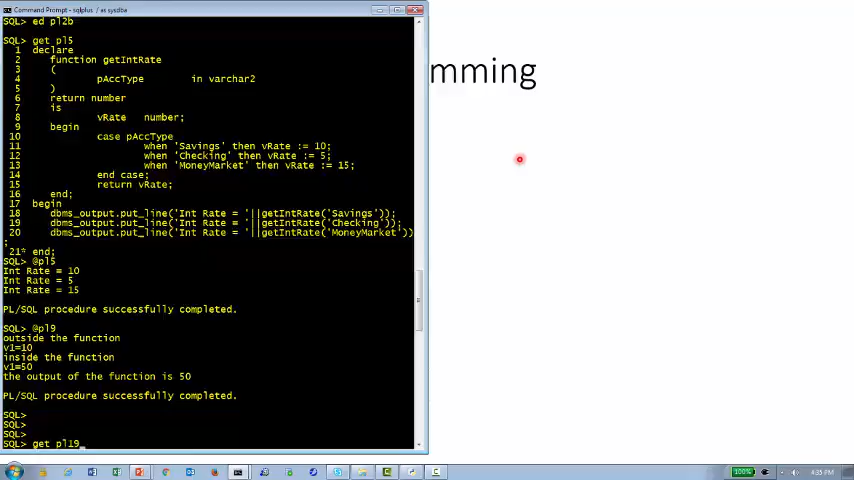 Command Prompt - sqlplus / as sysdba
SQL> ed pl2b
SQL> get pl5
1 declare
2 function getIntRate
3 (
4 pAccType in varchar2
5 )
6 return number
7 is
8 vRate number;
9 begin
10 case pAccType
11 when 'Savings' then vRate := 10;
12 when 'Checking' then vRate := 5;
13 when 'MoneyMarket' then vRate := 15;
14 end case;
15 return vRate;
16 end;
17 begin
18 dbms_output.put_line('Int Rate = '||getIntRate('Savings'));
19 dbms_output.put_line('Int Rate = '||getIntRate('Checking'));
20 dbms_output.put_line('Int Rate = '||getIntRate('MoneyMarket'))
;
21* end;
SQL> @pl5
Int Rate = 10
Int Rate = 5
Int Rate = 15
PL/SQL procedure successfully completed.
SQL> @pl9
outside the function
v1=10
inside the function
v1=50
the output of the function is 50
PL/SQL procedure successfully completed.
SQL>
SQL>
SQL>
SQL> get pl9_
mming
100%
4:35 PM